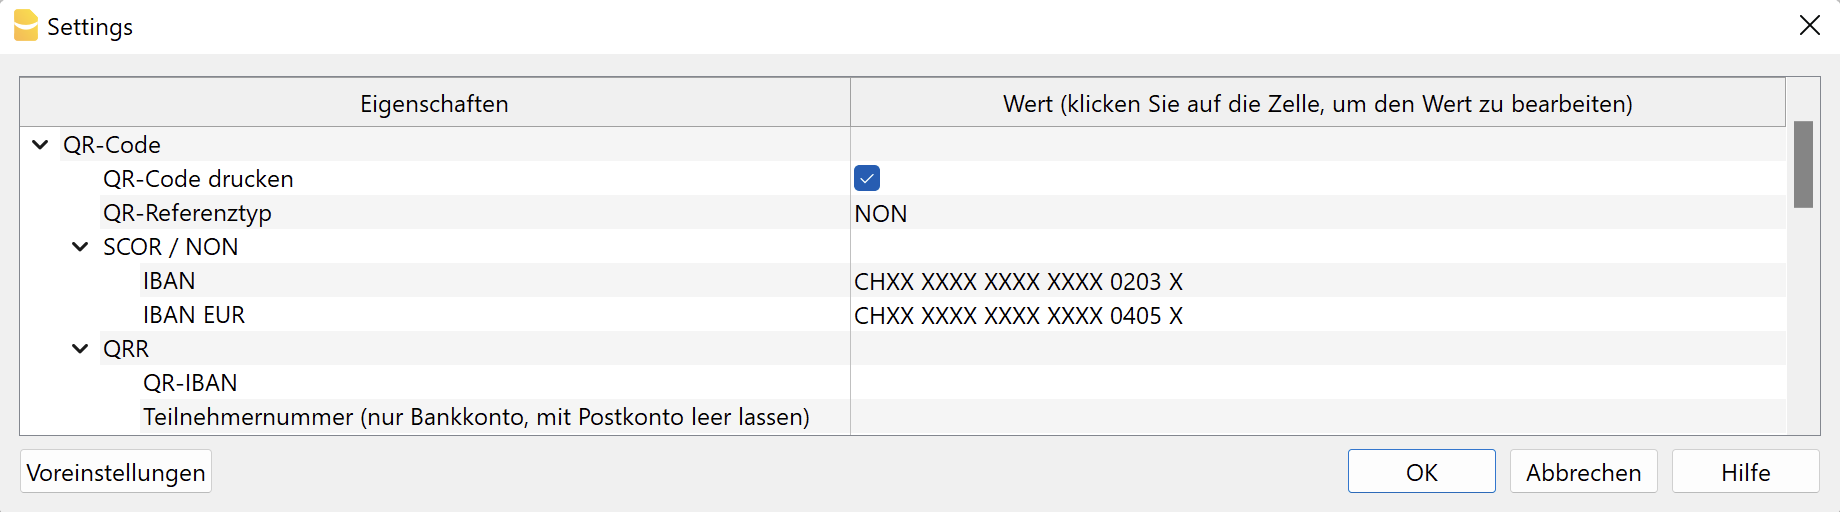 Settings
Eigenschaften
Wert (klicken Sie auf die Zelle, um den Wert zu bearbeiten)
QR-Code
QR-Code drucken
QR-Referenztyp
NON
SCOR / NON
IBAN
CHXX XXXX XXXX XXXX 0203 X
IBAN EUR
CHXX XXXX XXXX XXXX 0405 X
QRR
QR-IBAN
Teilnehmernummer (nur Bankkonto, mit Postkonto leer lassen)
Voreinstellungen
OK
Abbrechen
Hilfe